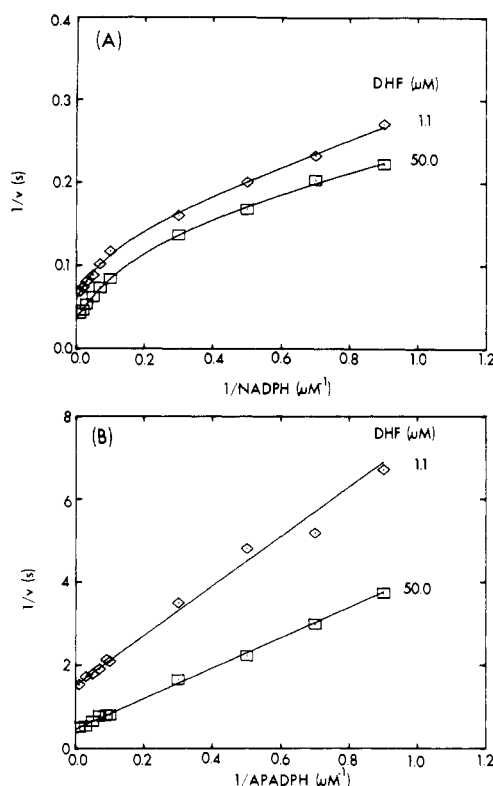 (A)
DHF (μM)
1.1
50.0
0.4
0.3
0.2
0.1
0.0
1/v (s)
0.0 0.2 0.4 0.6 0.8 1.0 1.2
1/NADPH (μM⁻¹)
(B)
DHF (μM)
1.1
50.0
8
6
4
2
0
1/v (s)
0.0 0.2 0.4 0.6 0.8 1.0 1.2
1/APADPH (μM⁻¹)